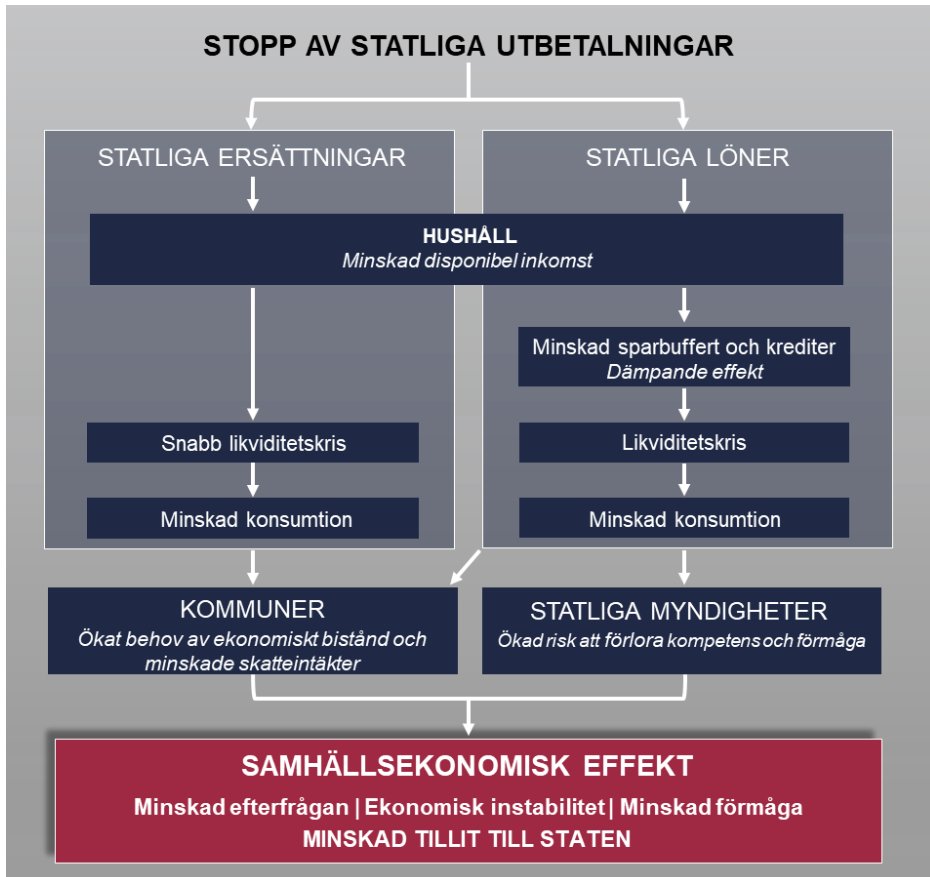 STOPP AV STATLIGA UTBETALNINGAR
STATLIGA ERSÄTTNINGAR
STATLIGA LÖNER
HUSHÅLL
Minskad disponibel inkomst
Minskad sparbuffert och krediter
Dämpande effekt
Snabb likviditetskris
Likviditetskris
Minskad konsumtion
Minskad konsumtion
KOMMUNER
Ökat behov av ekonomiskt bistånd och
minskade skatteintäkter
STATLIGA MYNDIGHETER
Ökad risk att förlora kompetens och förmåga
SAMHÄLLSEKONOMISK EFFEKT
Minskad efterfrågan | Ekonomisk instabilitet | Minskad förmåga
MINSKAD TILLIT TILL STATEN